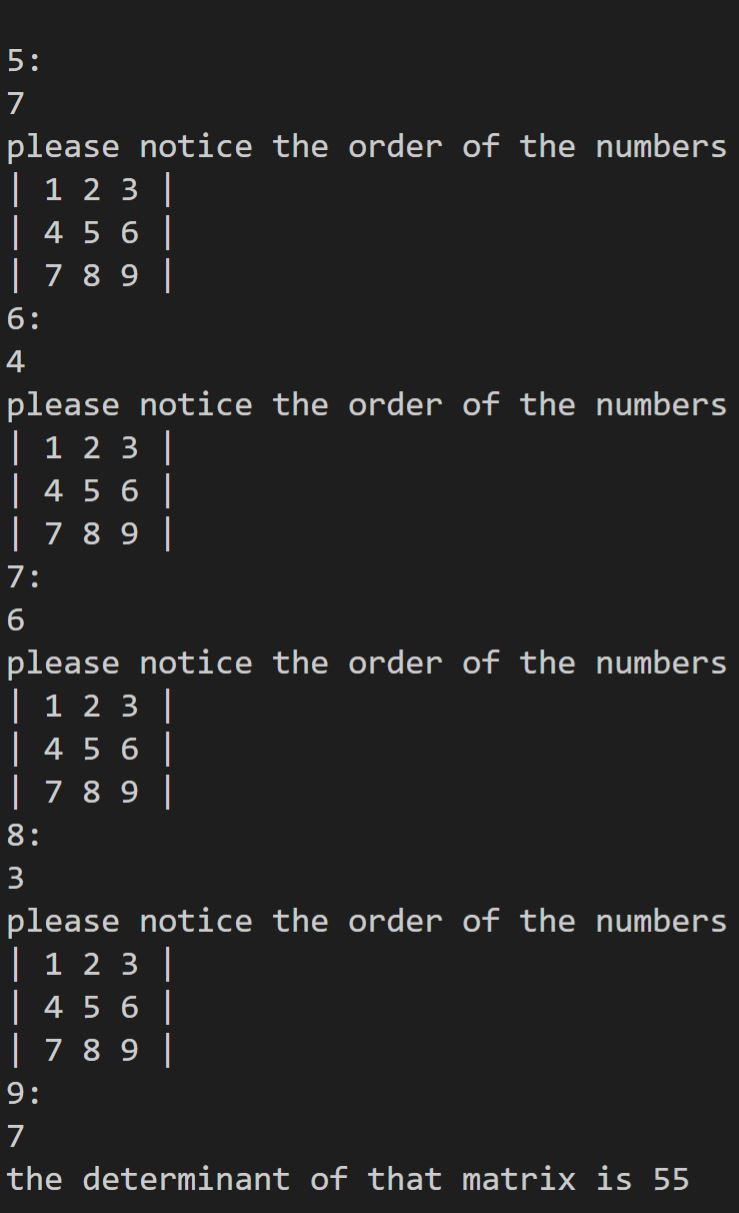 5:
7
please notice the order of the numbers
| 1 2 3 |
| 4 5 6 |
| 7 8 9 |
6:
4
please notice the order of the numbers
| 1 2 3 |
| 4 5 6 |
| 7 8 9 |
7:
6
please notice the order of the numbers
| 1 2 3 |
| 4 5 6 |
| 7 8 9 |
8:
3
please notice the order of the numbers
| 1 2 3 |
| 4 5 6 |
| 7 8 9 |
9:
7
the determinant of that matrix is 55